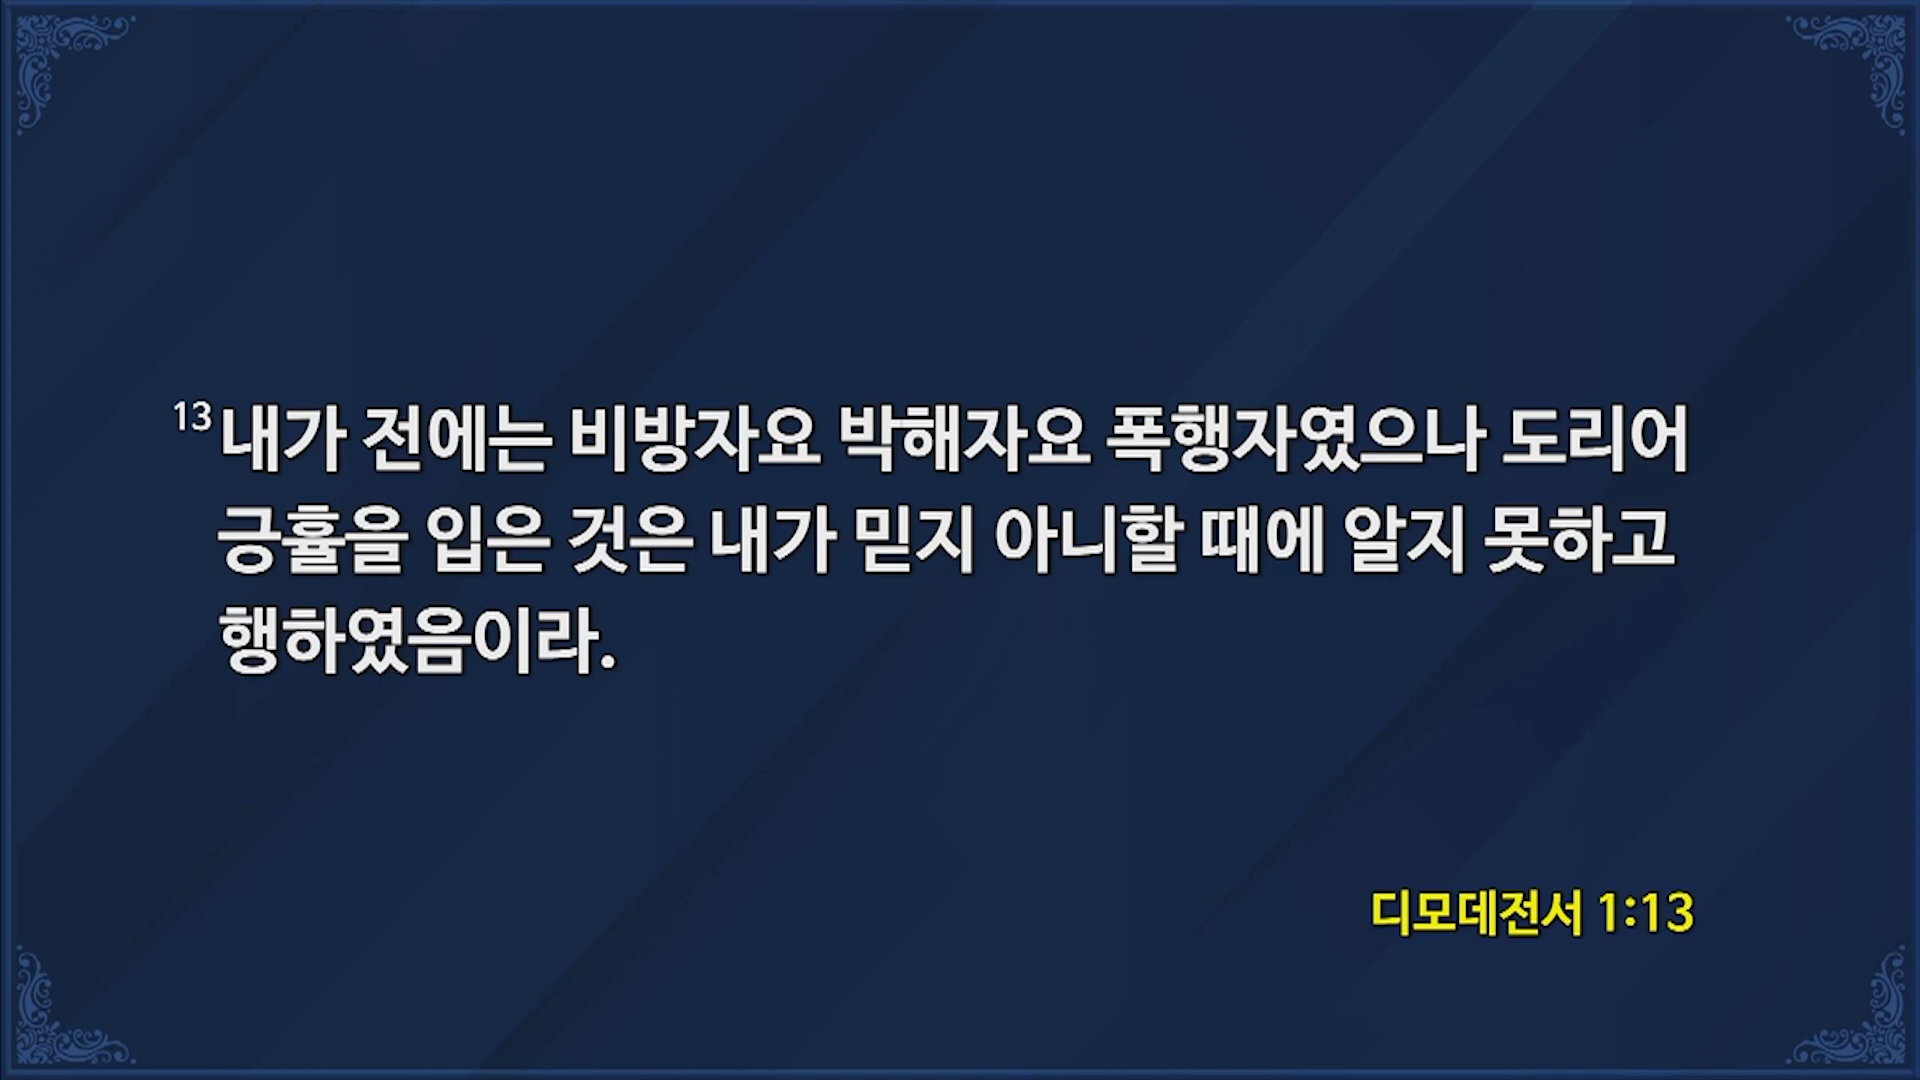 13 내가 전에는 비방자요 박해자요 폭행자였으나 도리어
긍휼을 입은 것은 내가 믿지 아니할 때에 알지 못하고
행하였음이라.
디모데전서 1:13